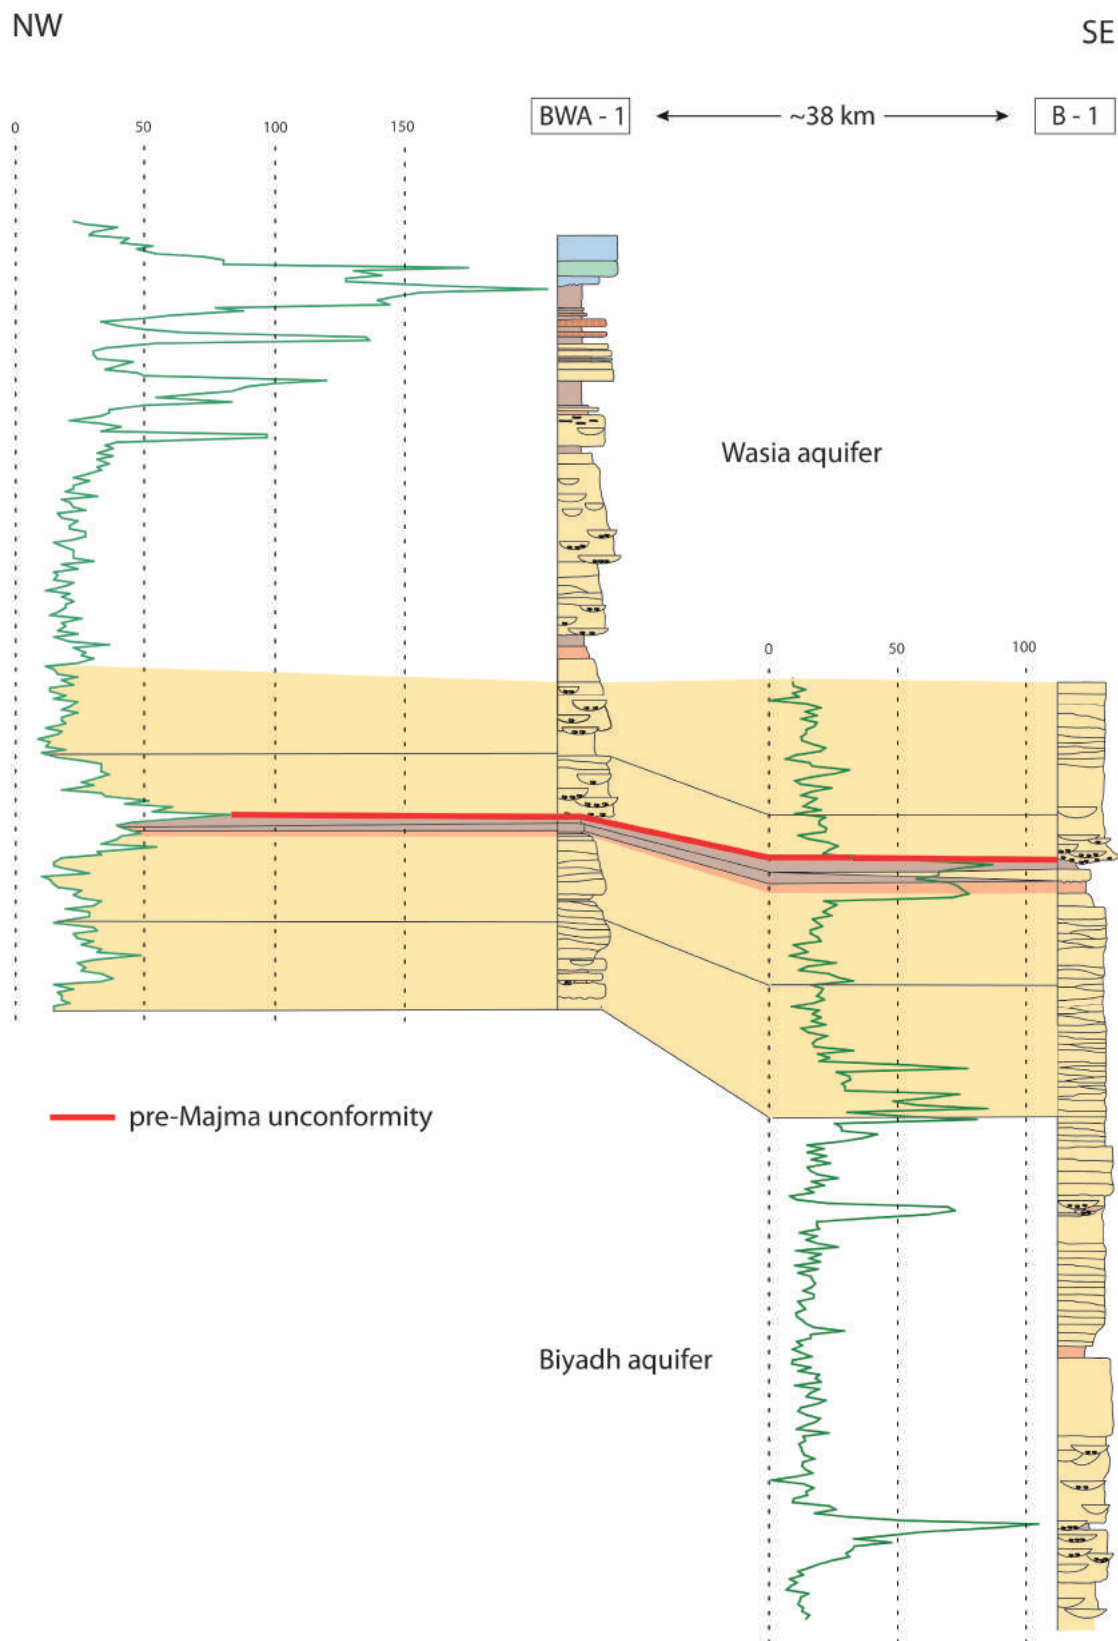 NW
SE
BWA - 1
~38 km
B - 1
0 50 100 150
Wasia aquifer
0 50 100
pre-Majma unconformity
Biyadh aquifer